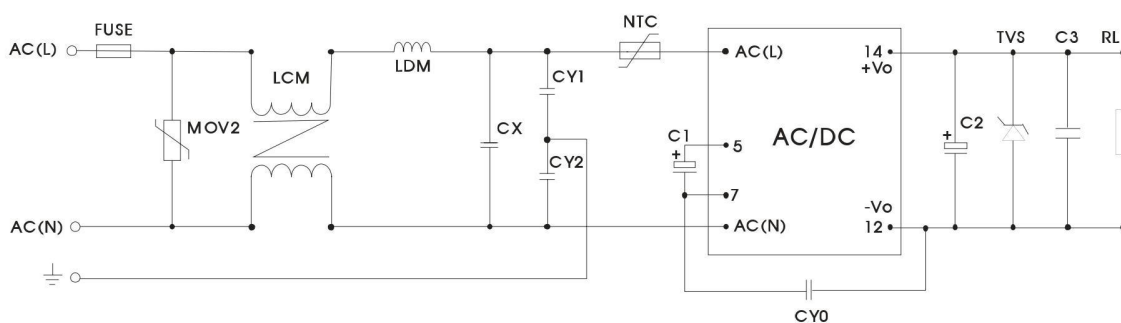 FUSE
NTC
TVS
C3
RL
AC(L)
LDM
AC(L)
14
+Vo
LCM
CY1
MOV2
CX
C1
+
5
AC/DC
C2
+
CY2
7
-Vo
AC(N)
AC(N)
12
CY0